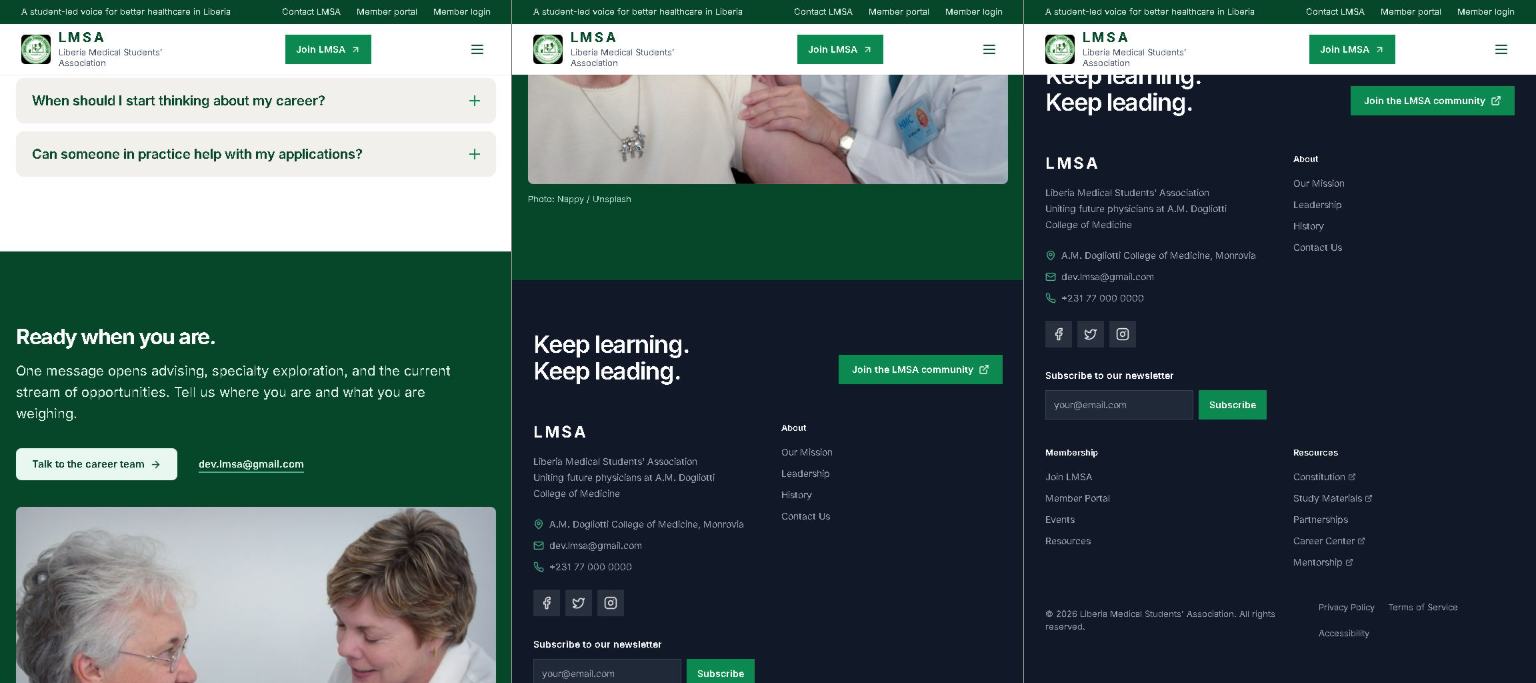 A student-led voice for better healthcare in Liberia
Contact LMSA Member portal Member login
LMSA
Liberia Medical Students'
Association
Join LMSA
When should I start thinking about my career?
Can someone in practice help with my applications?
Ready when you are.
One message opens advising, specialty exploration, and the current
stream of opportunities. Tell us where you are and what you are
weighing.
Talk to the career team
dev.lmsa@gmail.com
A student-led voice for better healthcare in Liberia
Contact LMSA Member portal Member login
LMSA
Liberia Medical Students'
Association
Join LMSA
Photo: Nappy / Unsplash
Keep learning.
Keep leading.
Join the LMSA community
LMSA
Liberia Medical Students' Association
Uniting future physicians at A.M. Dogliotti
College of Medicine
A.M. Dogliotti College of Medicine, Monrovia
dev.lmsa@gmail.com
+231 77 000 0000
Subscribe to our newsletter
your@email.com
Subscribe
About
Our Mission
Leadership
History
Contact Us
A student-led voice for better healthcare in Liberia
Contact LMSA Member portal Member login
LMSA
Liberia Medical Students'
Association
Join LMSA
Keep learning.
Keep leading.
Join the LMSA community
LMSA
Liberia Medical Students' Association
Uniting future physicians at A.M. Dogliotti
College of Medicine
A.M. Dogliotti College of Medicine, Monrovia
dev.lmsa@gmail.com
+231 77 000 0000
Subscribe to our newsletter
your@email.com
Subscribe
About
Our Mission
Leadership
History
Contact Us
Membership
Join LMSA
Member Portal
Events
Resources
Resources
Constitution
Study Materials
Partnerships
Career Center
Mentorship
© 2026 Liberia Medical Students' Association. All rights
reserved.
Privacy Policy Terms of Service
Accessibility